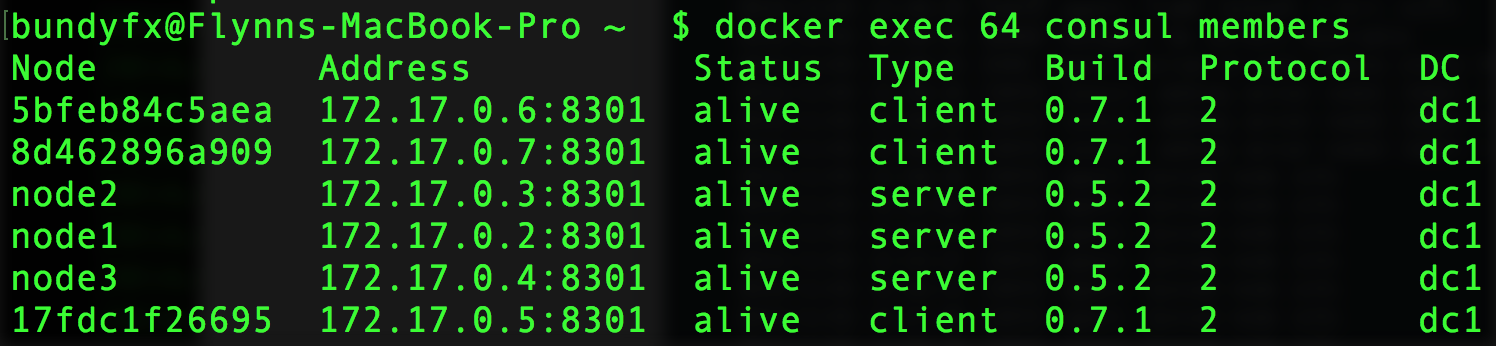 [bundyfx@Flynns-MacBook-Pro ~  $ docker exec 64 consul members
Node          Address          Status  Type    Build  Protocol  DC
5bfeb84c5aea  172.17.0.6:8301  alive   client  0.7.1  2         dc1
8d462896a909  172.17.0.7:8301  alive   client  0.7.1  2         dc1
node2         172.17.0.3:8301  alive   server  0.5.2  2         dc1
node1         172.17.0.2:8301  alive   server  0.5.2  2         dc1
node3         172.17.0.4:8301  alive   server  0.5.2  2         dc1
17fdc1f26695  172.17.0.5:8301  alive   client  0.7.1  2         dc1